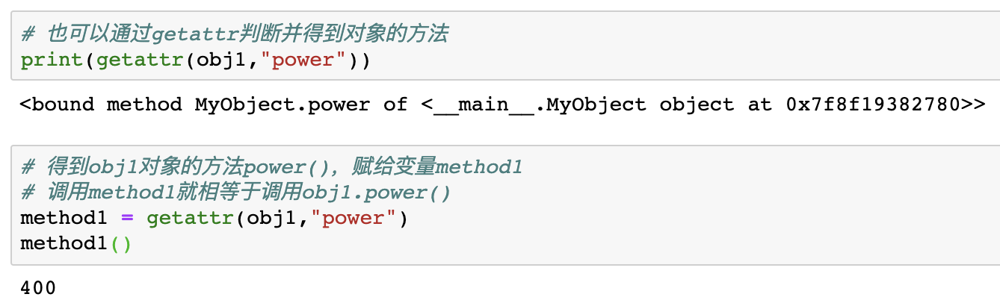 # 也可以通过getattr判断并得到对象的方法
print(getattr(obj1,"power"))
<bound method MyObject.power of <__main__.MyObject object at 0x7f8f19382780>>
# 得到obj1对象的方法power(), 赋给变量method1
# 调用method1就相等于调用obj1.power()
method1 = getattr(obj1,"power")
method1()
400